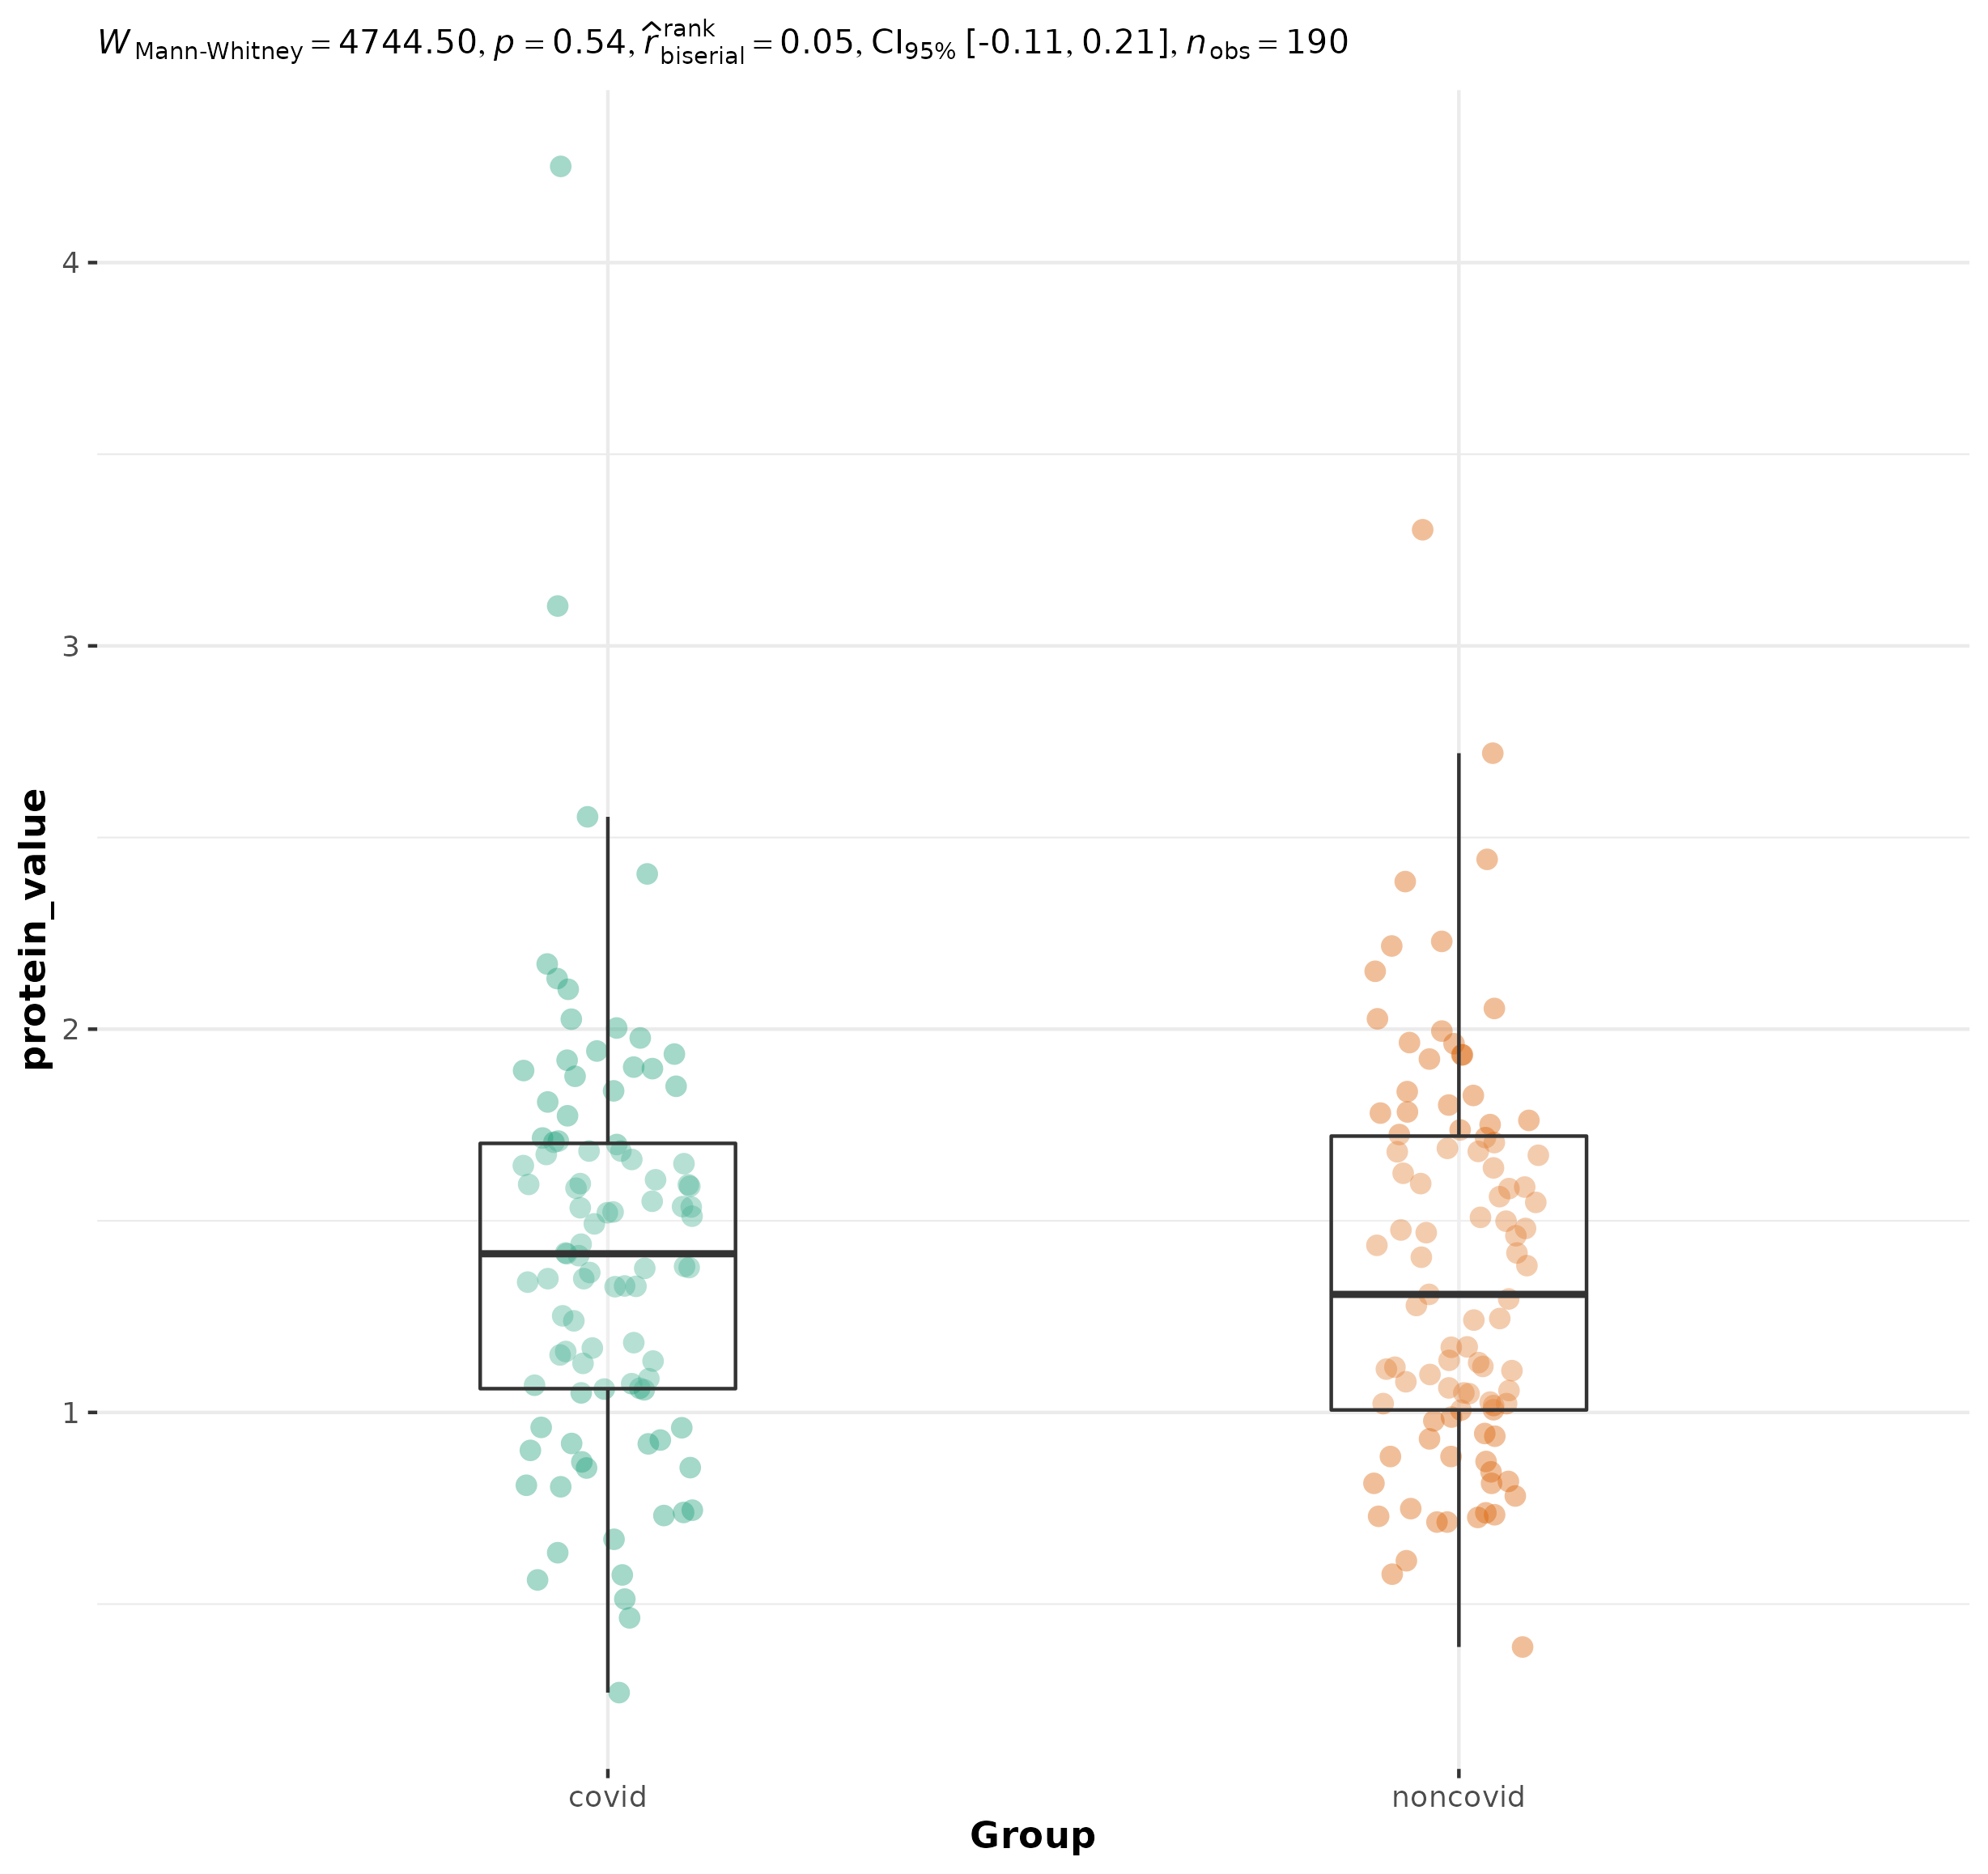 W Mann-Whitney = 4744.50, p = 0.54, r̂ rank biserial = 0.05, CI95% [-0.11, 0.21], n obs = 190
4
3
2
1
protein_value
covid
noncovid
Group